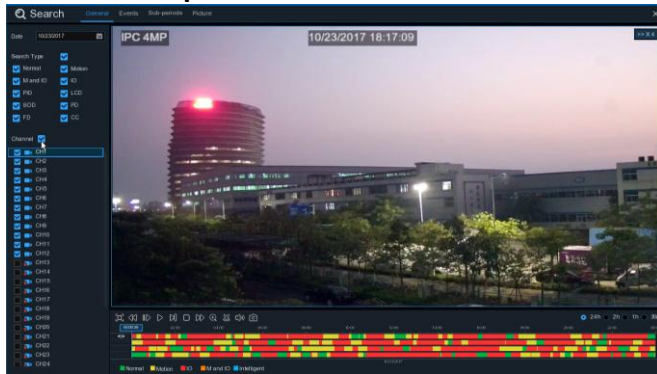 Search General Events Sub-periods Picture
Date 10/23/2017
IPC 4MP 10/23/2017 18:17:09
>> X 4
Search Type
Normal Motion
M and IO IO
PID LCD
SOD PD
FD CC
Channel
CH1
CH2
CH3
CH4
CH5
CH6
CH7
CH8
CH9
CH10
CH11
CH12
CH13
CH14
CH15
CH16
CH17
CH18
CH19
CH20
CH21
CH22
CH23
CH24
24h 2h 1h
Normal Motion IO M and IO Intelligent